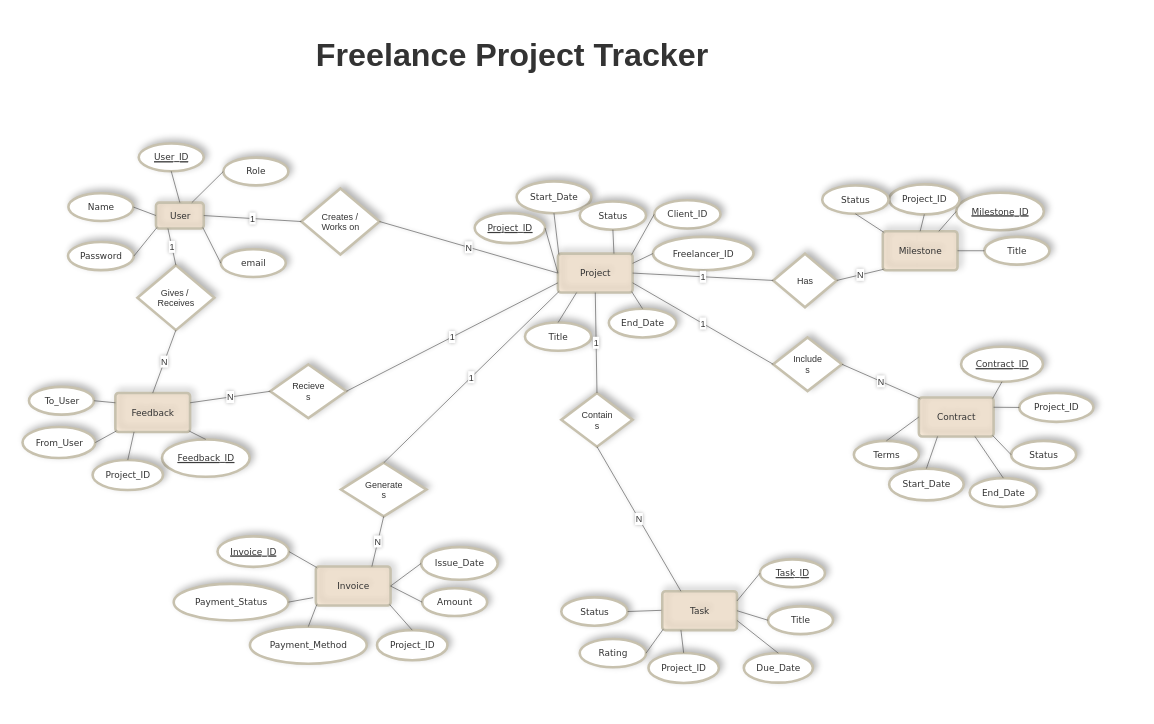 Freelance Project Tracker
User_ID
Role
Name
User
Password
email
1
Creates /
Works on
N
1
Gives /
Receives
N
Start_Date
Status
Client_ID
Project_ID
Freelancer_ID
Project
Title
End_Date
1
Has
N
Status
Project_ID
Milestone_ID
Milestone
Title
1
Include
s
N
Contract_ID
Project_ID
Contract
Status
Terms
Start_Date
End_Date
1
Recieve
s
N
To_User
Feedback
From_User
Feedback_ID
Project_ID
1
Generate
s
N
Invoice_ID
Issue_Date
Invoice
Payment_Status
Amount
Payment_Method
Project_ID
1
Contain
s
N
Task_ID
Status
Task
Title
Rating
Project_ID
Due_Date